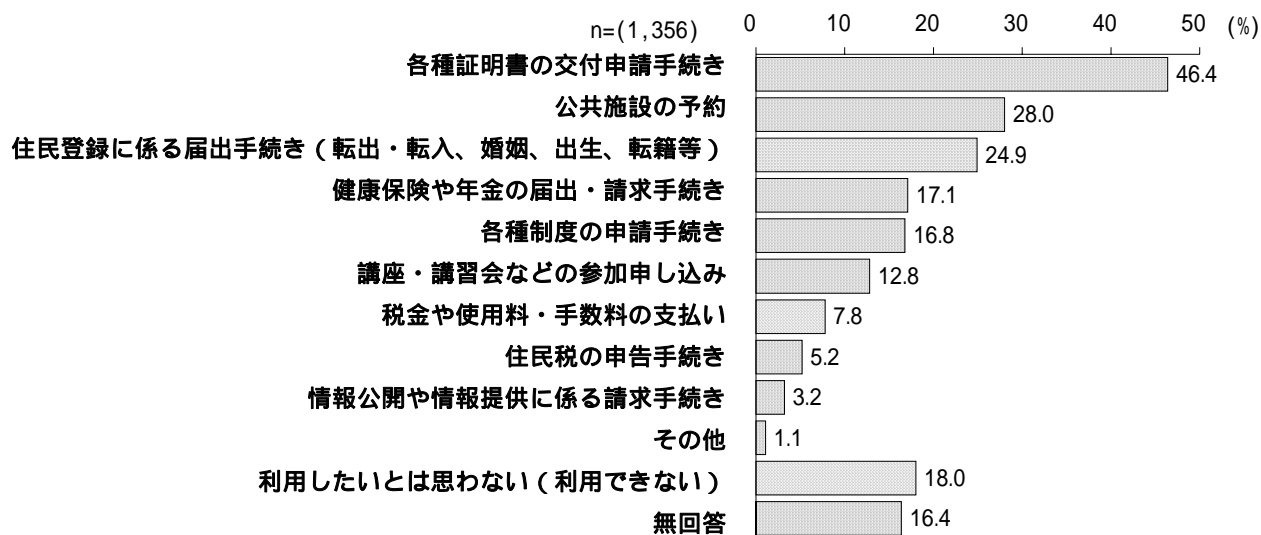 0 10 20 30 40 50 (%)
n=(1,356)
各種証明書の交付申請手続き 46.4
公共施設の予約 28.0
住民登録に係る届出手続き（転出・転入、婚姻、出生、転籍等） 24.9
健康保険や年金の届出・請求手続き 17.1
各種制度の申請手続き 16.8
講座・講習会などの参加申し込み 12.8
税金や使用料・手数料の支払い 7.8
住民税の申告手続き 5.2
情報公開や情報提供に係る請求手続き 3.2
その他 1.1
利用したいとは思わない（利用できない） 18.0
無回答 16.4